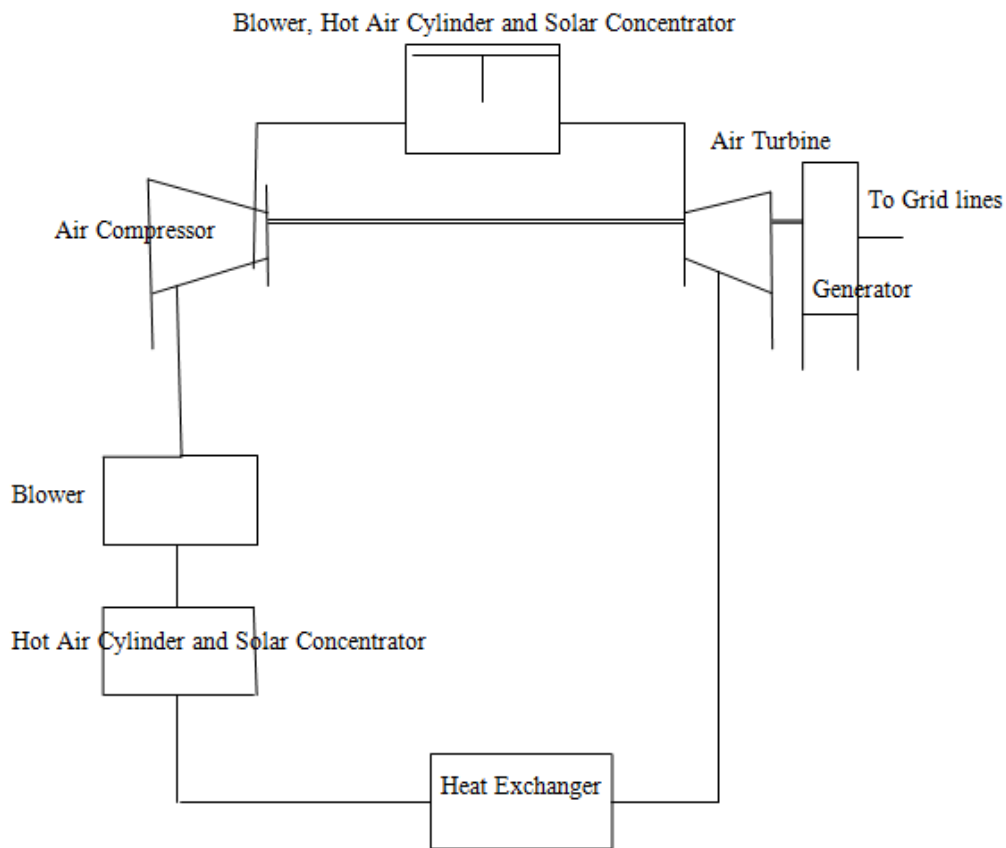 Blower, Hot Air Cylinder and Solar Concentrator
Air Turbine
To Grid lines
Air Compressor
Generator
Blower
Hot Air Cylinder and Solar Concentrator
Heat Exchanger